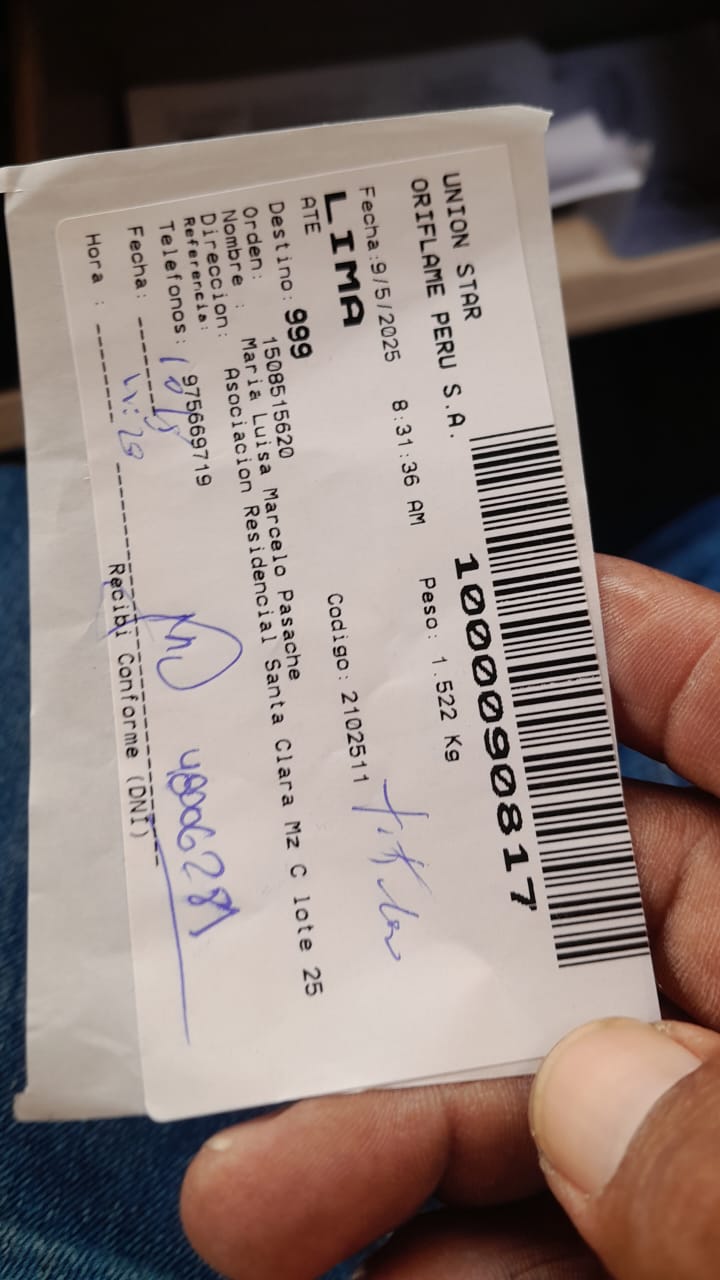 UNION STAR
ORIFLAME PERU S.A.
10000090817
Fecha:9/5/2025 8:31:36 AM Peso: 1.522 Kg
LIMA
ATE Codigo: 2102511
Destino: 999
Orden: 1508515620
Nombre : Maria Luisa Marcelo Pasache
Direccion: Asociacion Residencial Santa Clara Mz C lote 25
Referencia:
Telefonos: 975669719
Fecha: --------
Hora : --------
Recibi Conforme (DNI)